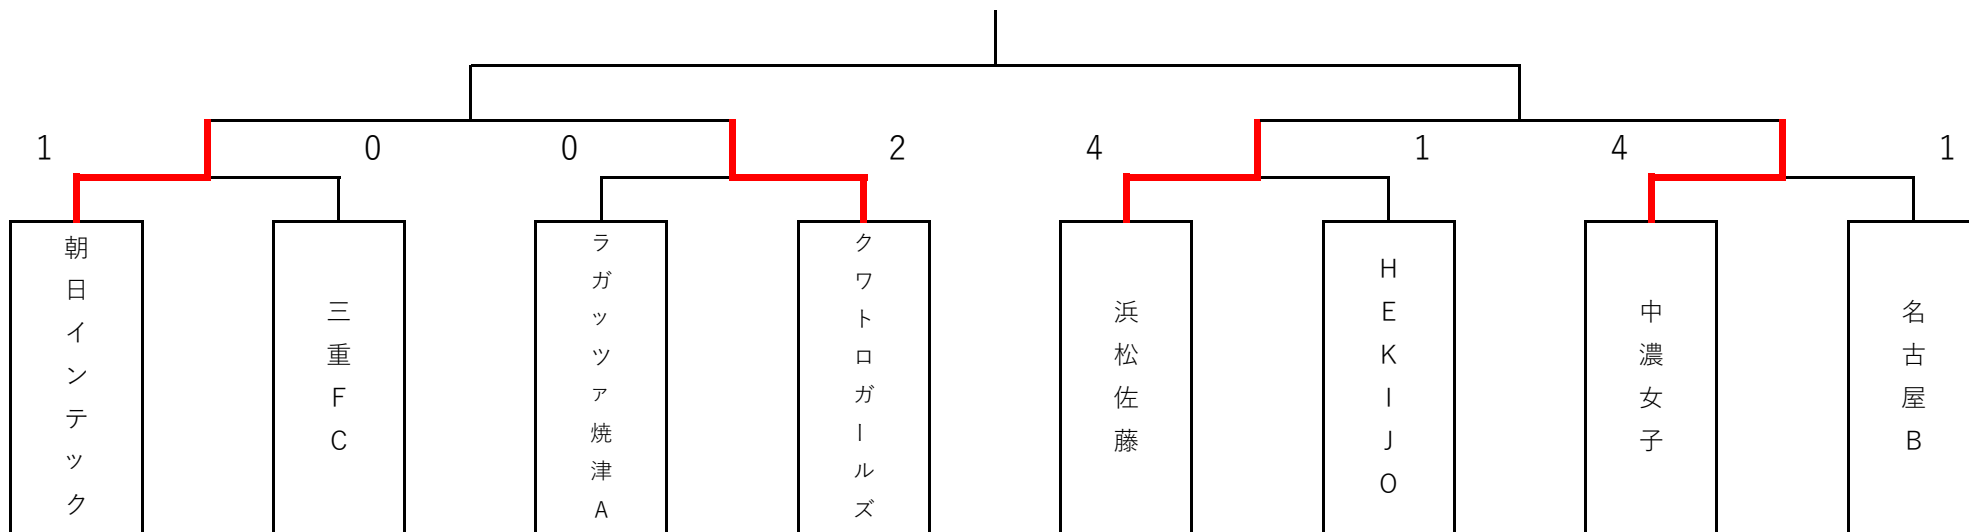 1
0
0
2
4
1
4
1
朝日インテック
三重FC
ラガッツァ焼津A
クワトロガールズ
浜松佐藤
HEKIJO
中濃女子
名古屋B